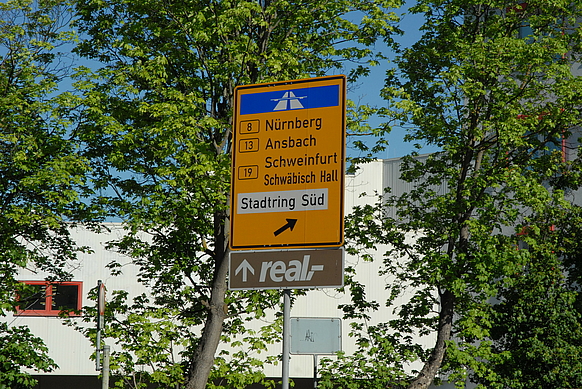 8 Nürnberg
13 Ansbach
Schweinfurt
19 Schwäbisch Hall
Stadtring Süd
real,-